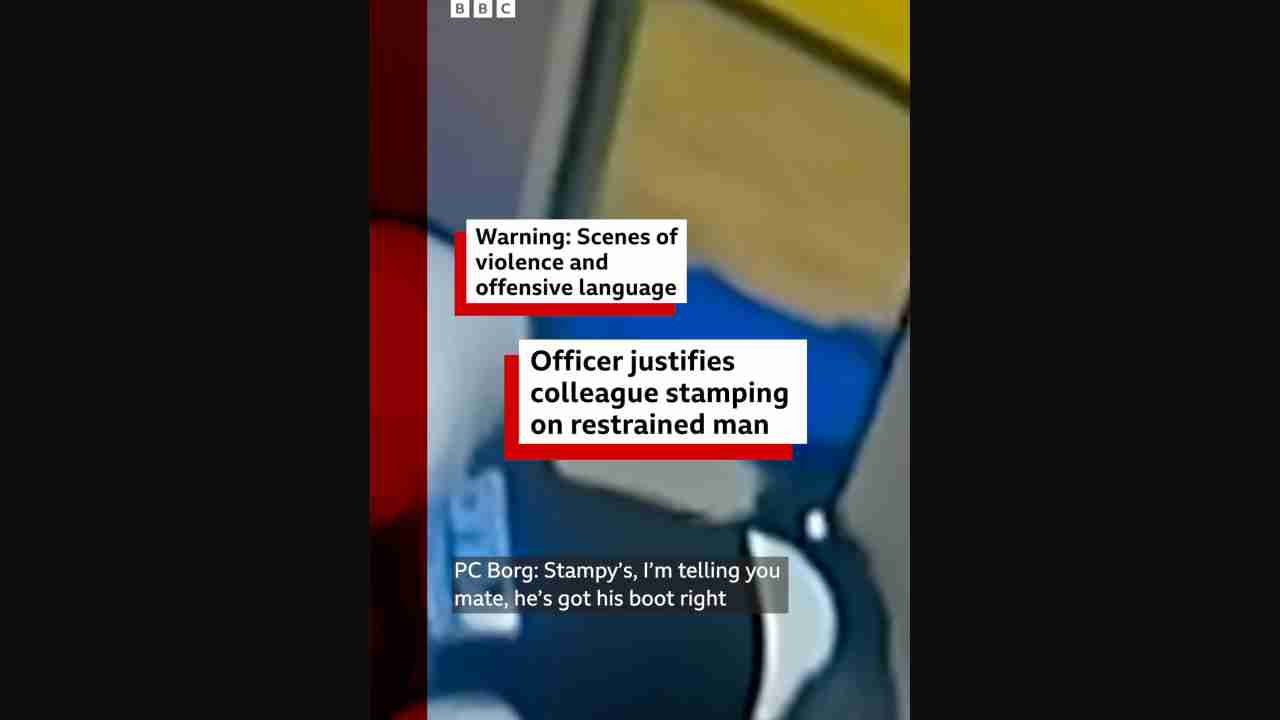 BBC
Warning: Scenes of
violence and
offensive language
Officer justifies
colleague stamping
on restrained man
PC Borg: Stampy's, I'm telling you
mate, he's got his boot right